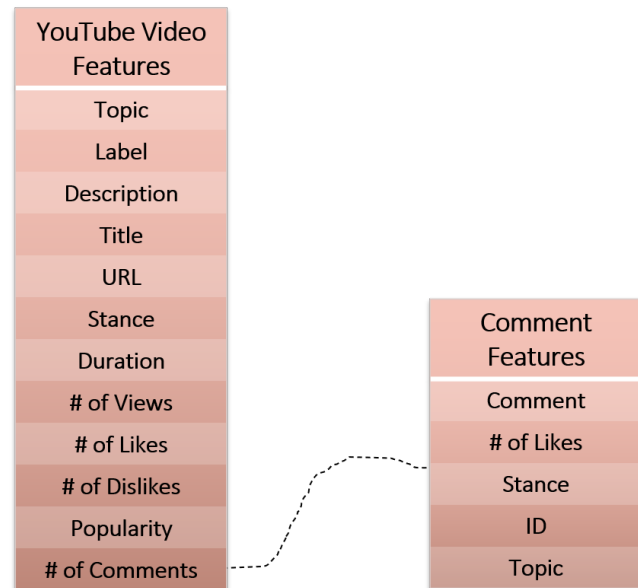 YouTube Video
Features
Topic
Label
Description
Title
URL
Stance
Duration
# of Views
# of Likes
# of Dislikes
Popularity
# of Comments
Comment
Features
Comment
# of Likes
Stance
ID
Topic